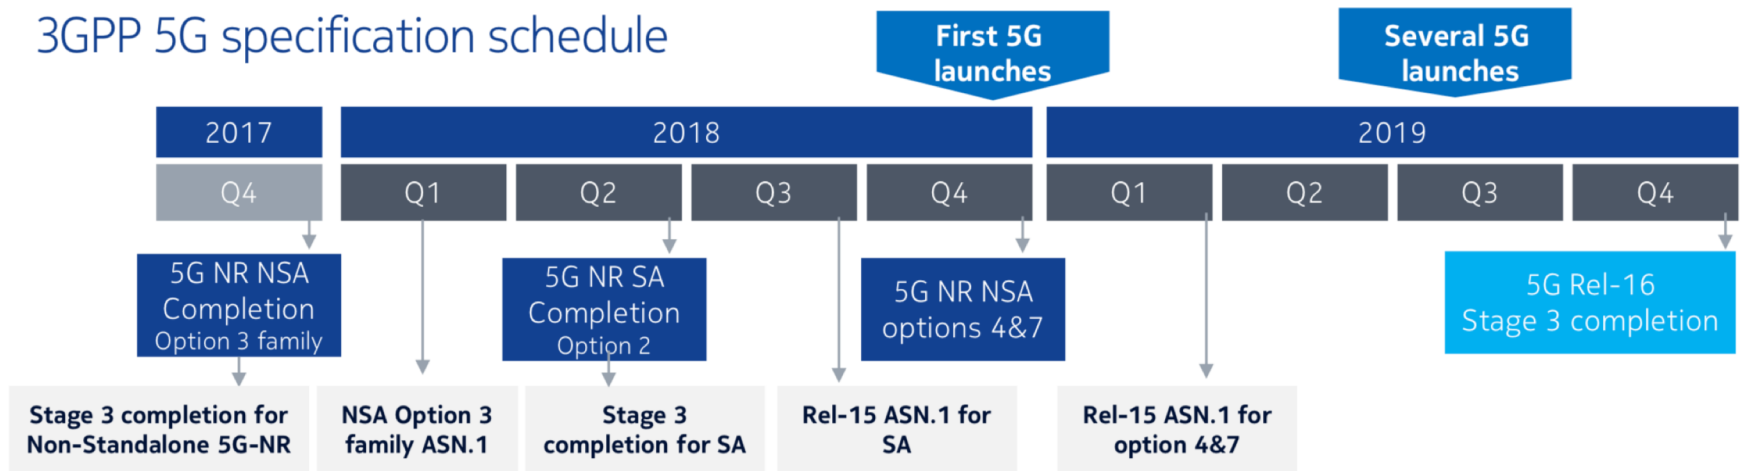 3GPP 5G specification schedule
First 5G
launches
Several 5G
launches
2017
2018
2019
Q4
Q1
Q2
Q3
Q4
Q1
Q2
Q3
Q4
5G NR NSA
Completion
Option 3 family
5G NR SA
Completion
Option 2
5G NR NSA
options 4&7
5G Rel-16
Stage 3 completion
Stage 3 completion for
Non-Standalone 5G-NR
NSA Option 3
family ASN.1
Stage 3
completion for SA
Rel-15 ASN.1 for
SA
Rel-15 ASN.1 for
option 4&7